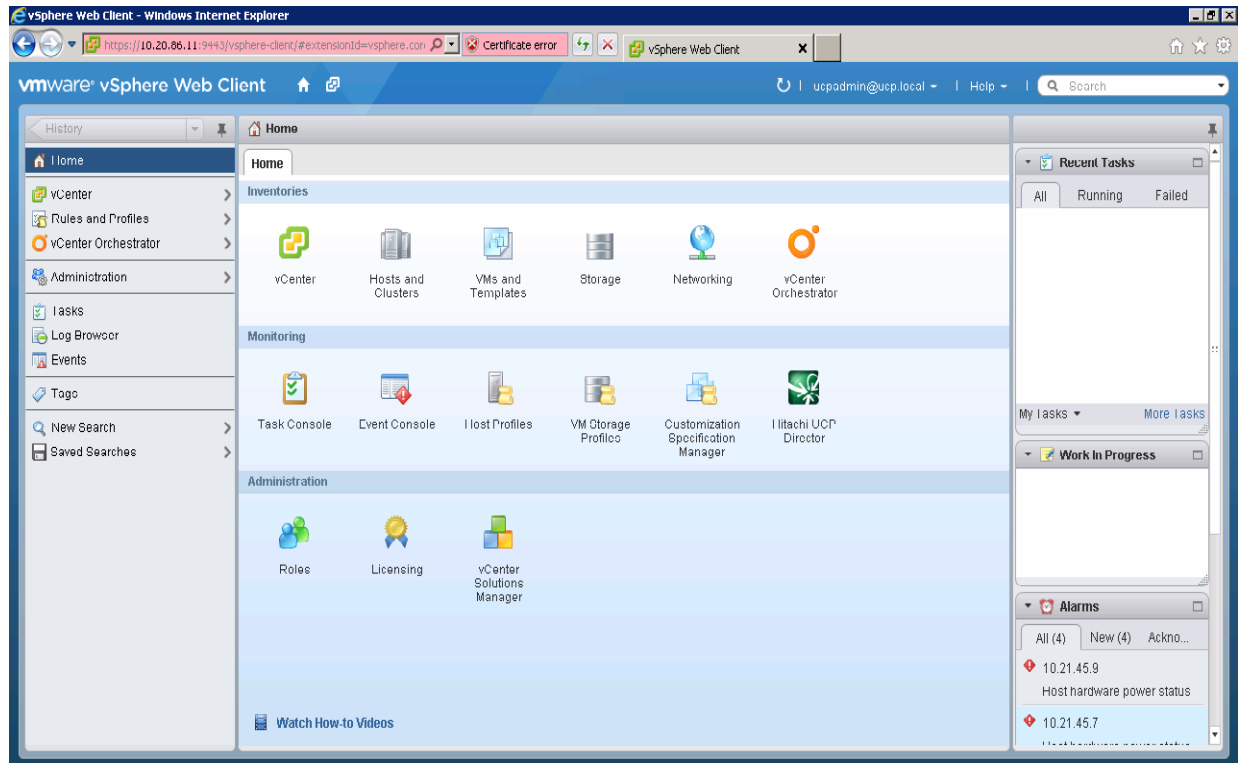 vSphere Web Client - Windows Internet Explorer
https://10.20.86.11:9443/vsphere-client/#extensionId=vsphere.con
Certificate error
vSphere Web Client
vmware® vSphere Web Client
ucpadmin@ucp.local
Help
Search
History
Home
vCenter
Rules and Profiles
vCenter Orchestrator
Administration
Tasks
Log Browser
Events
Tags
New Search
Saved Searches
Home
Home
Inventories
vCenter
Hosts and
Clusters
VMs and
Templates
Storage
Networking
vCenter
Orchestrator
Monitoring
Task Console
Event Console
Host Profiles
VM Storage
Profiles
Customization
Specification
Manager
Hitachi UCP
Director
Administration
Roles
Licensing
vCenter
Solutions
Manager
Watch How-to Videos
Recent Tasks
All Running Failed
My Tasks
More Tasks
Work In Progress
Alarms
All (4) New (4) Ackno...
10.21.45.9
Host hardware power status
10.21.45.7